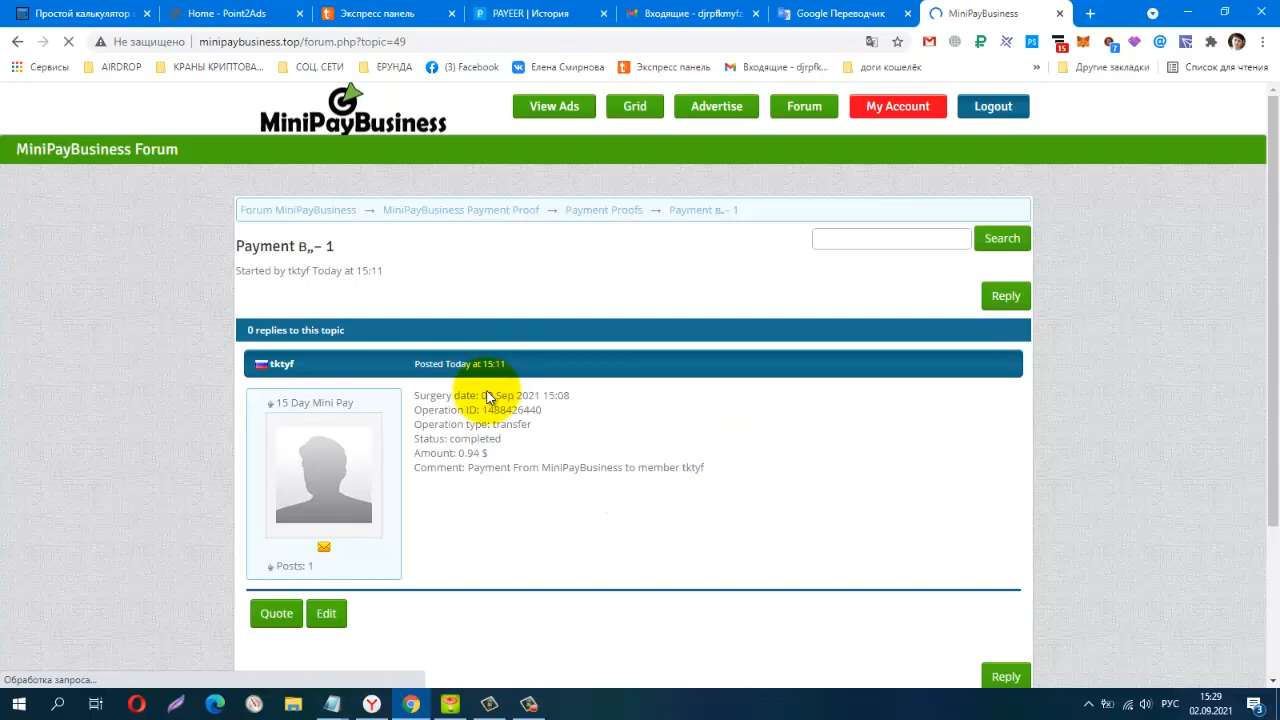 Простой калькулятор с
Home - Point2Ads
Экспресс панель
PAYEER | История
Входящие - djrpfkmyfz
Google Переводчик
MiniPayBusiness
Не защищено | minipaybusiness.top/forum.php?topic=49
15
7
Сервисы
AIRDROP
КРАНЫ КРИПТОВА...
СОЦ. СЕТИ
ЕРУНДА
(3) Facebook
Елена Смирнова
Экспресс панель
Входящие - djrpfk...
доги кошелёк
»
Другие закладки
Список для чтения
MiniPayBusiness
View Ads
Grid
Advertise
Forum
My Account
Logout
MiniPayBusiness Forum
Forum MiniPayBusiness → MiniPayBusiness Payment Proof → Payment Proofs → Payment в„– 1
Payment в„– 1
Search
Started by tktyf Today at 15:11
Reply
0 replies to this topic
tktyf
Posted Today at 15:11
15 Day Mini Pay
Surgery date: Sep 2021 15:08
Operation ID: 1488426440
Operation type: transfer
Status: completed
Amount: 0.94 $
Comment: Payment From MiniPayBusiness to member tktyf
Posts: 1
Quote
Edit
Reply
Обработка запроса...
РУС
15:29
02.09.2021
3